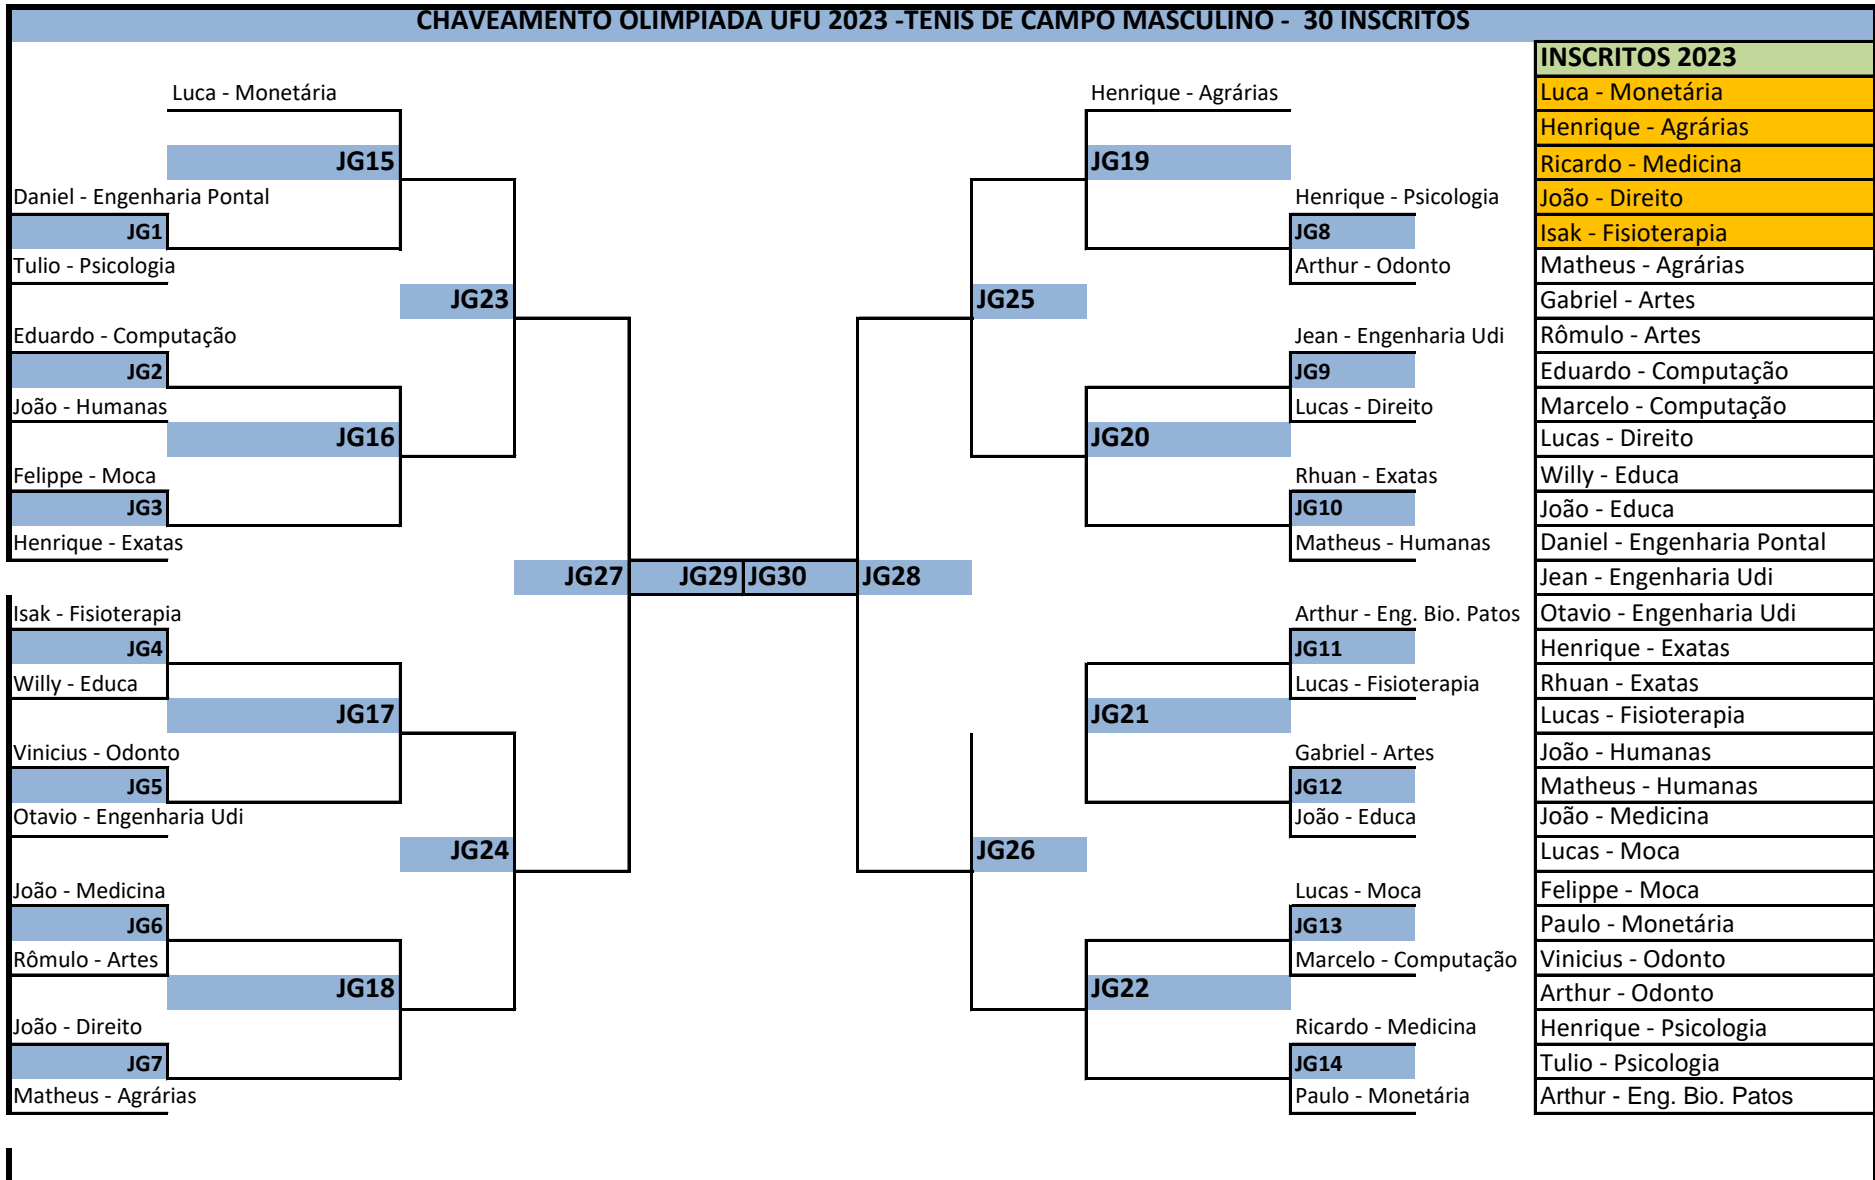 CHAVEAMENTO OLIMPIADA UFU 2023 -TENIS DE CAMPO MASCULINO - 30 INSCRITOS
Luca - Monetária
JG15
Daniel - Engenharia Pontal
JG1
Tulio - Psicologia
JG23
Eduardo - Computação
JG2
João - Humanas
JG16
Felippe - Moca
JG3
Henrique - Exatas
JG27
JG29
JG30
JG28
Isak - Fisioterapia
JG4
Willy - Educa
JG17
Vinicius - Odonto
JG5
Otavio - Engenharia Udi
JG24
João - Medicina
JG6
Rômulo - Artes
JG18
João - Direito
JG7
Matheus - Agrárias
Henrique - Agrárias
JG19
Henrique - Psicologia
JG8
Arthur - Odonto
JG25
Jean - Engenharia Udi
JG9
Lucas - Direito
JG20
Rhuan - Exatas
JG10
Matheus - Humanas
Arthur - Eng. Bio. Patos
JG11
Lucas - Fisioterapia
JG21
Gabriel - Artes
JG12
João - Educa
JG26
Lucas - Moca
JG13
Marcelo - Computação
JG22
Ricardo - Medicina
JG14
Paulo - Monetária
INSCRITOS 2023
Luca - Monetária
Henrique - Agrárias
Ricardo - Medicina
João - Direito
Isak - Fisioterapia
Matheus - Agrárias
Gabriel - Artes
Rômulo - Artes
Eduardo - Computação
Marcelo - Computação
Lucas - Direito
Willy - Educa
João - Educa
Daniel - Engenharia Pontal
Jean - Engenharia Udi
Otavio - Engenharia Udi
Henrique - Exatas
Rhuan - Exatas
Lucas - Fisioterapia
João - Humanas
Matheus - Humanas
João - Medicina
Lucas - Moca
Felippe - Moca
Paulo - Monetária
Vinicius - Odonto
Arthur - Odonto
Henrique - Psicologia
Tulio - Psicologia
Arthur - Eng. Bio. Patos